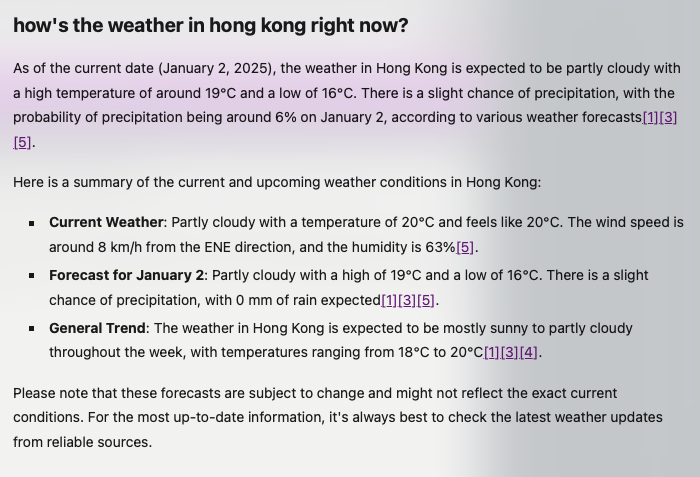 how's the weather in hong kong right now?
As of the current date (January 2, 2025), the weather in Hong Kong is expected to be partly cloudy with
a high temperature of around 19°C and a low of 16°C. There is a slight chance of precipitation, with the
probability of precipitation being around 6% on January 2, according to various weather forecasts[1][3]
[5].
Here is a summary of the current and upcoming weather conditions in Hong Kong:
▪ Current Weather: Partly cloudy with a temperature of 20°C and feels like 20°C. The wind speed is
around 8 km/h from the ENE direction, and the humidity is 63%[5].
▪ Forecast for January 2: Partly cloudy with a high of 19°C and a low of 16°C. There is a slight
chance of precipitation, with 0 mm of rain expected[1][3][5].
▪ General Trend: The weather in Hong Kong is expected to be mostly sunny to partly cloudy
throughout the week, with temperatures ranging from 18°C to 20°C[1][3][4].
Please note that these forecasts are subject to change and might not reflect the exact current
conditions. For the most up-to-date information, it's always best to check the latest weather updates
from reliable sources.